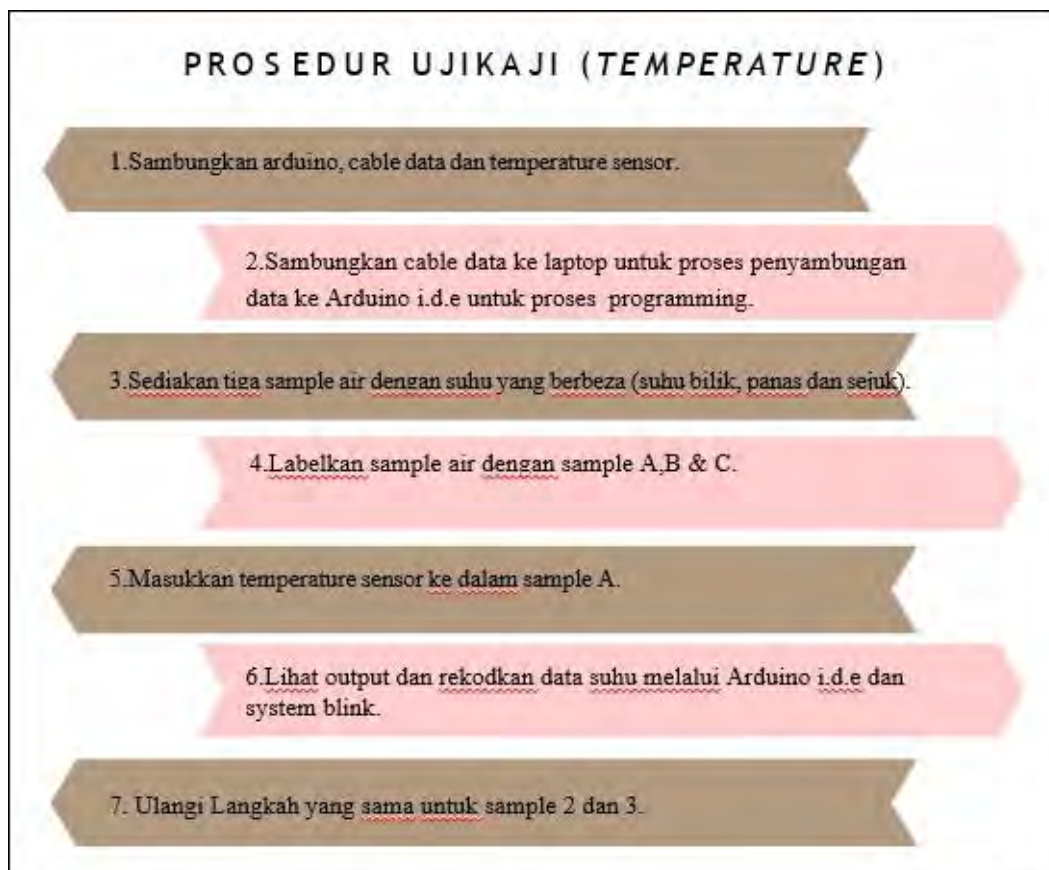 PROSEDUR UJIKAJI (TEMPERATURE)
1.Sambungkan arduino, cable data dan temperature sensor.
2.Sambungkan cable data ke laptop untuk proses penyambungan
data ke Arduino i.d.e untuk proses programming.
3.Sediakan tiga sample air dengan suhu yang berbeza (suhu bilik, panas dan sejuk).
4.Labelkan sample air dengan sample A,B & C.
5.Masukkan temperature sensor ke dalam sample A.
6.Lihat output dan rekodkan data suhu melalui Arduino i.d.e dan
system blink.
7. Ulangi Langkah yang sama untuk sample 2 dan 3.